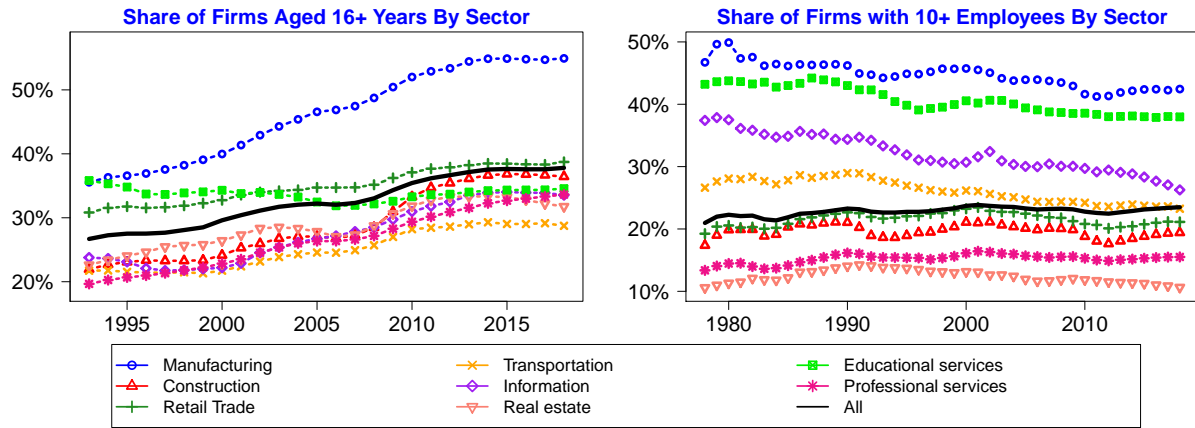 Share of Firms Aged 16+ Years By Sector
50%
40%
30%
20%
1995
2000
2005
2010
2015
Share of Firms with 10+ Employees By Sector
50%
40%
30%
20%
10%
1980
1990
2000
2010
Manufacturing
Construction
Retail Trade
Transportation
Information
Real estate
Educational services
Professional services
All